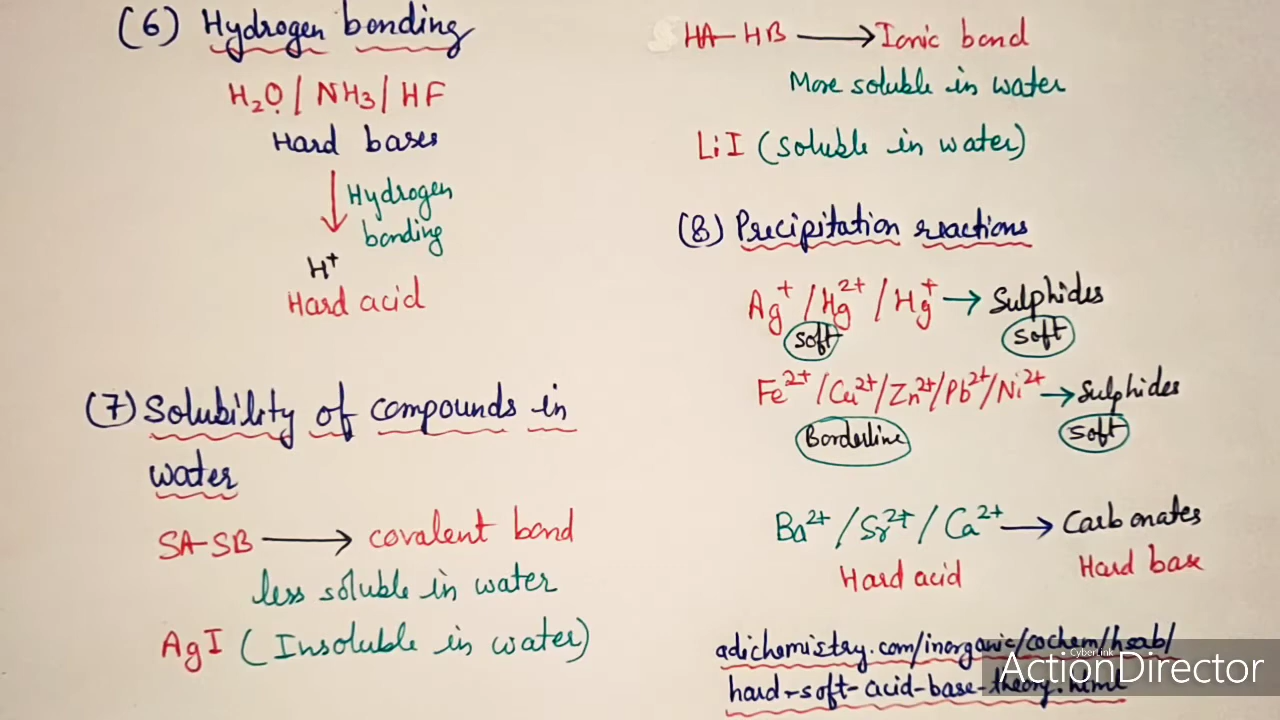 (6) Hydrogen bonding
H₂O / NH₃ / HF
Hard bases
Hydrogen
bonding
H⁺
Hard acid
(7) Solubility of compounds in
water
SA-SB → covalent bond
less soluble in water
AgI (Insoluble in water)
HA-HB → Ionic bond
More soluble in water
LiI (soluble in water)
(8) Precipitation reactions
Ag⁺ / Hg²⁺ / Hg⁺ → Sulphides
soft soft
Fe²⁺ / Cu²⁺ / Zn²⁺ / Pb²⁺ / Ni²⁺ → Sulphides
Borderline soft
Ba²⁺ / Sr²⁺ / Ca²⁺ → Carbonates
Hard acid Hard base
adichemistry.com/inorganic/cochem/hsab/
hard-soft-acid-base-theory.html
CyberLink
ActionDirector